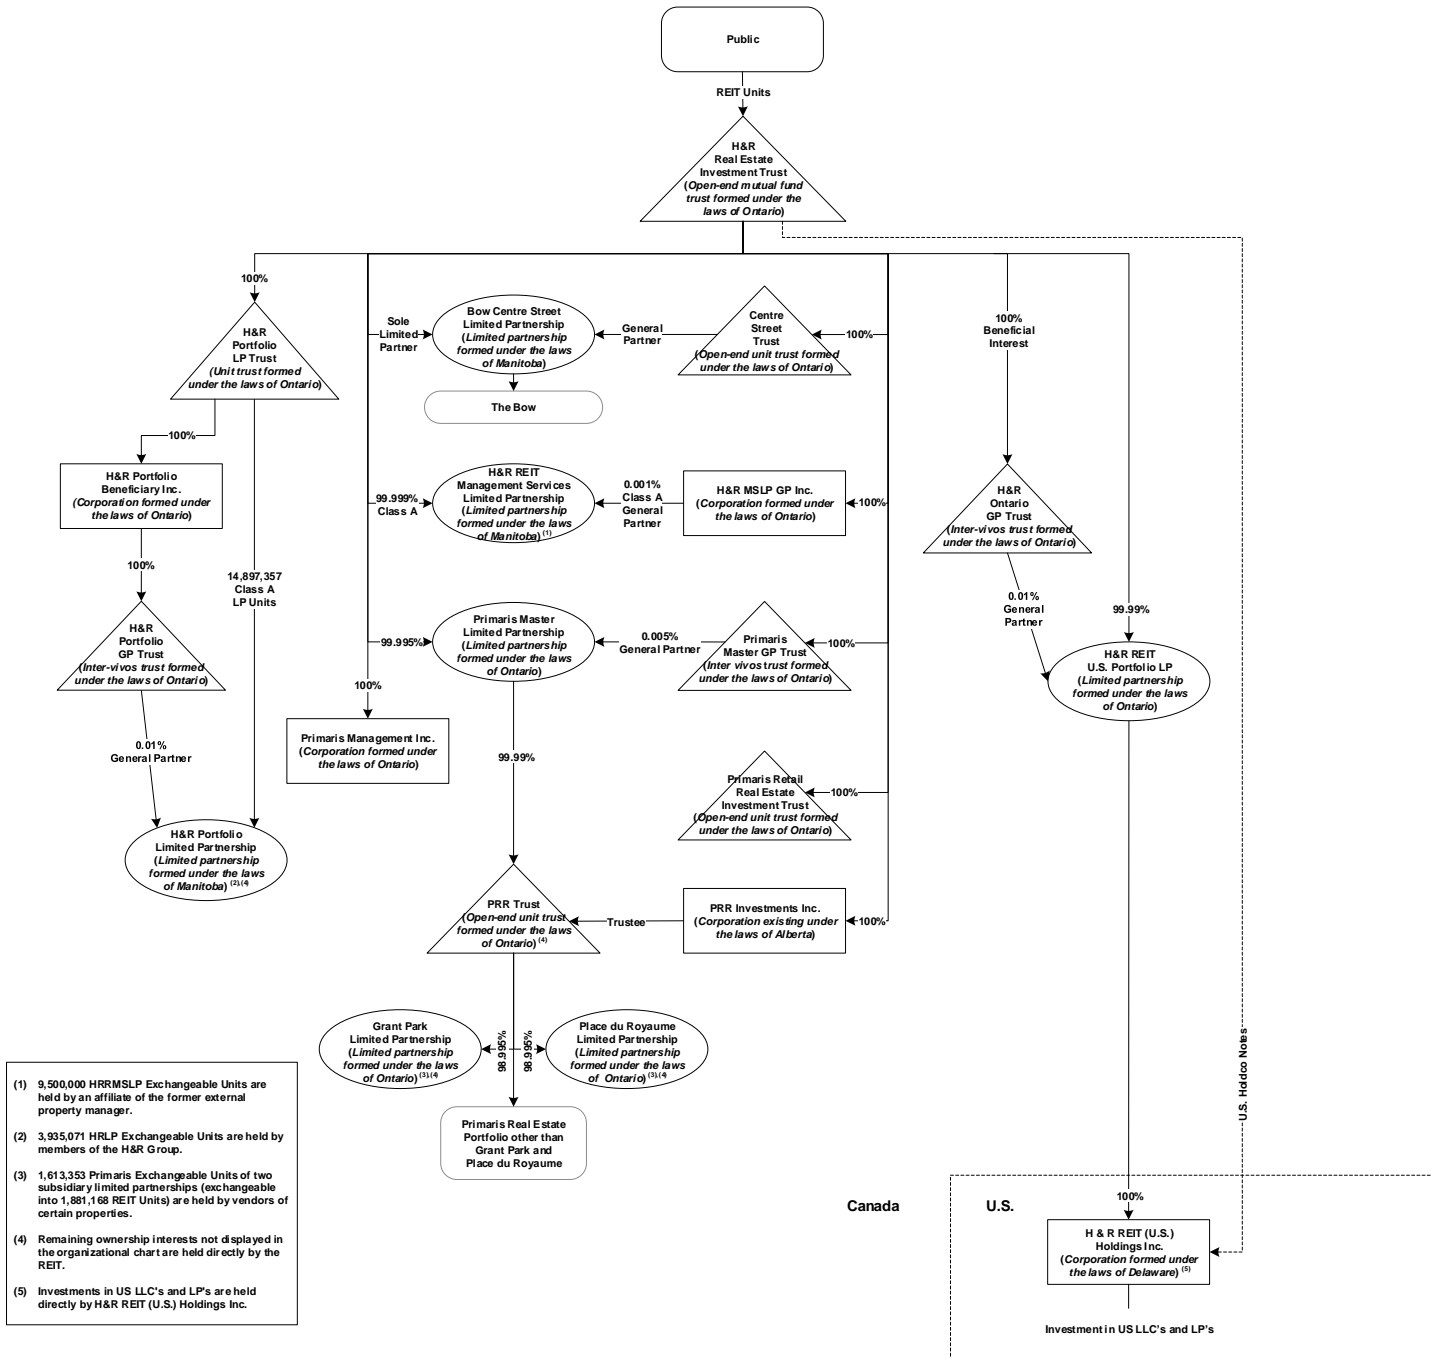 Public
REIT Units
H&R
Real Estate
Investment Trust
(Open-end mutual fund
trust formed under the
laws of Ontario)
100%
H&R
Portfolio
LP Trust
(Unit trust formed
under the laws of Ontario)
Sole
Limited
Partner
Bow Centre Street
Limited Partnership
(Limited partnership
formed under the laws
of Manitoba)
General
Partner
Centre
Street
Trust
(Open-end unit trust formed
under the laws of Ontario)
100%
100%
Beneficial
Interest
The Bow
100%
H&R Portfolio
Beneficiary Inc.
(Corporation formed under
the laws of Ontario)
99.999%
Class A
H&R REIT
Management Services
Limited Partnership
(Limited partnership
formed under the laws
of Manitoba) (1)
0.001%
Class A
General
Partner
H&R MSLP GP Inc.
(Corporation formed under
the laws of Ontario)
100%
H&R
Ontario
GP Trust
(Inter-vivos trust formed
under the laws of Ontario)
100%
14,897,357
Class A
LP Units
0.01%
General
Partner
99.99%
H&R
Portfolio
GP Trust
(Inter-vivos trust formed
under the laws of Ontario)
99.995%
Primaris Master
Limited Partnership
(Limited partnership
formed under the laws
of Ontario)
0.005%
General Partner
Primaris
Master GP Trust
(Inter vivos trust formed
under the laws of Ontario)
100%
H&R REIT
U.S. Portfolio LP
(Limited partnership
formed under the laws
of Ontario)
100%
Primaris Management Inc.
(Corporation formed under
the laws of Ontario)
0.01%
General Partner
99.99%
Primaris Retail
Real Estate
Investment Trust
(Open-end unit trust formed
under the laws of Ontario)
100%
H&R Portfolio
Limited Partnership
(Limited partnership
formed under the laws
of Manitoba) (2),(4)
PRR Trust
(Open-end unit trust
formed under the laws
of Ontario) (4)
Trustee
PRR Investments Inc.
(Corporation existing under
the laws of Alberta)
100%
Grant Park
Limited Partnership
(Limited partnership
formed under the laws
of Ontario) (3),(4)
98.995%
98.995%
Place du Royaume
Limited Partnership
(Limited partnership
formed under the laws
of Ontario) (3),(4)
U.S. Holdco Notes
Primaris Real Estate
Portfolio other than
Grant Park and
Place du Royaume
(1) 9,500,000 HRRMSLP Exchangeable Units are
held by an affiliate of the former external
property manager.
(2) 3,935,071 HRLP Exchangeable Units are held by
members of the H&R Group.
(3) 1,613,353 Primaris Exchangeable Units of two
subsidiary limited partnerships (exchangeable
into 1,881,168 REIT Units) are held by vendors of
certain properties.
(4) Remaining ownership interests not displayed in
the organizational chart are held directly by the
REIT.
(5) Investments in US LLC's and LP's are held
directly by H&R REIT (U.S.) Holdings Inc.
Canada
U.S.
100%
H & R REIT (U.S.)
Holdings Inc.
(Corporation formed under
the laws of Delaware) (5)
Investment in US LLC's and LP's